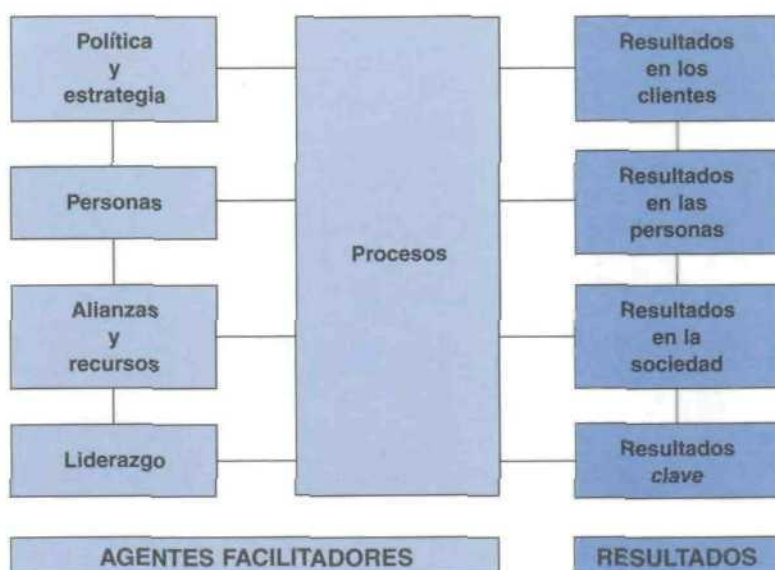 Política
y
estrategia
Personas
Alianzas
y
recursos
Liderazgo
Procesos
Resultados
en los
clientes
Resultados
en las
personas
Resultados
en la
sociedad
Resultados
clave
AGENTES FACILITADORES
RESULTADOS